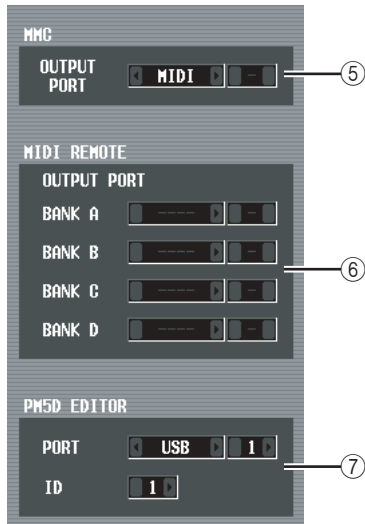 MMC
OUTPUT PORT MIDI - ⑤
MIDI REMOTE
OUTPUT PORT
BANK A ---- -
BANK B ---- -
⑥
BANK C ---- -
BANK D ---- -
PM5D EDITOR
PORT USB 1
⑦
ID 1